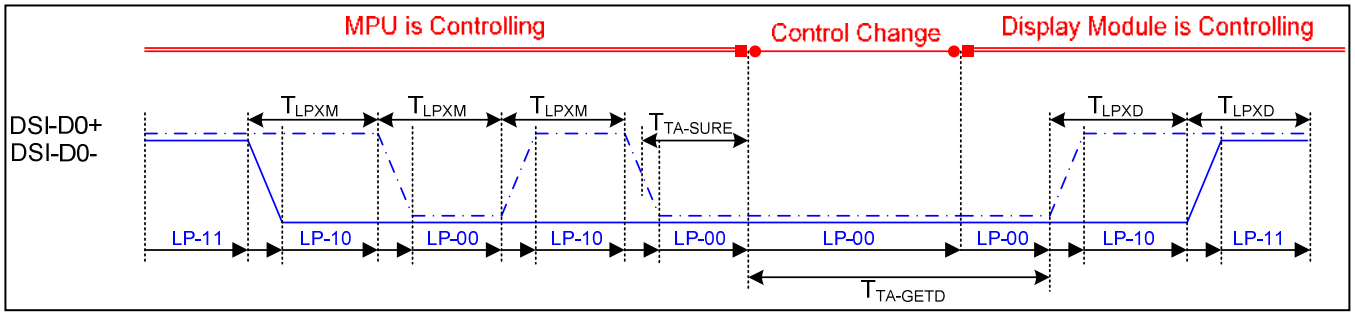 MPU is Controlling Control Change Display Module is Controlling
TLPXM TLPXM TLPXM TLPXD TLPXD
TTA-SURE
DSI-D0+
DSI-D0-
LP-11 LP-10 LP-00 LP-10 LP-00 LP-00 LP-00 LP-10 LP-11
TTA-GETD